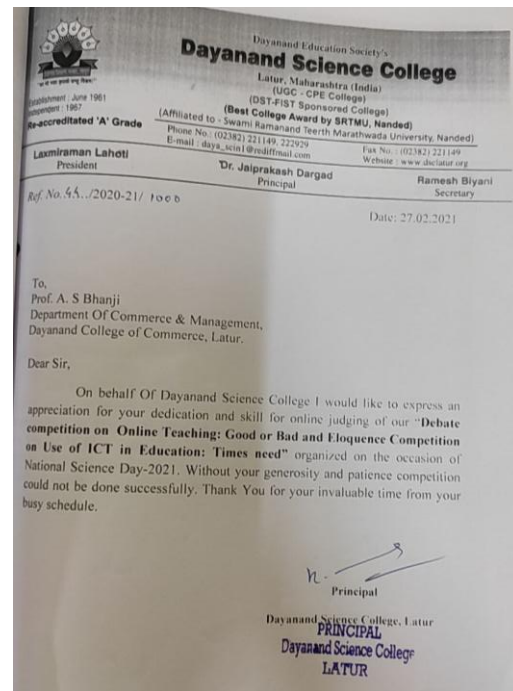 Dayanand Education Society's
Dayanand Science College
Latur, Maharashtra (India)
(UGC - CPE College)
(DST-FIST Sponsored College)
(Best College Award by SRTMU, Nanded)
(Affiliated to - Swami Ramanand Teerth Marathwada University, Nanded)
Establishment : June 1961
Independent : 1967
Re-accredited 'A' Grade
Phone No. : (02382) 221149, 222929
Fax No. : (02382) 221149
E-mail : daya_scin1@rediffmail.com
Website : www.dsclatur.org
Laxmiraman Lahoti
President
Dr. Jaiprakash Dargad
Principal
Ramesh Biyani
Secretary
Ref. No. /2020-21/ 1000
Date: 27.02.2021
To,
Prof. A. S Bhanji
Department Of Commerce & Management,
Dayanand College of Commerce, Latur.
Dear Sir,
On behalf Of Dayanand Science College I would like to express an
appreciation for your dedication and skill for online judging of our "Debate
competition on Online Teaching: Good or Bad and Eloquence Competition
on Use of ICT in Education: Times need" organized on the occasion of
National Science Day-2021. Without your generosity and patience competition
could not be done successfully. Thank You for your invaluable time from your
busy schedule.
Principal
Dayanand Science College, Latur
PRINCIPAL
Dayanand Science College
LATUR